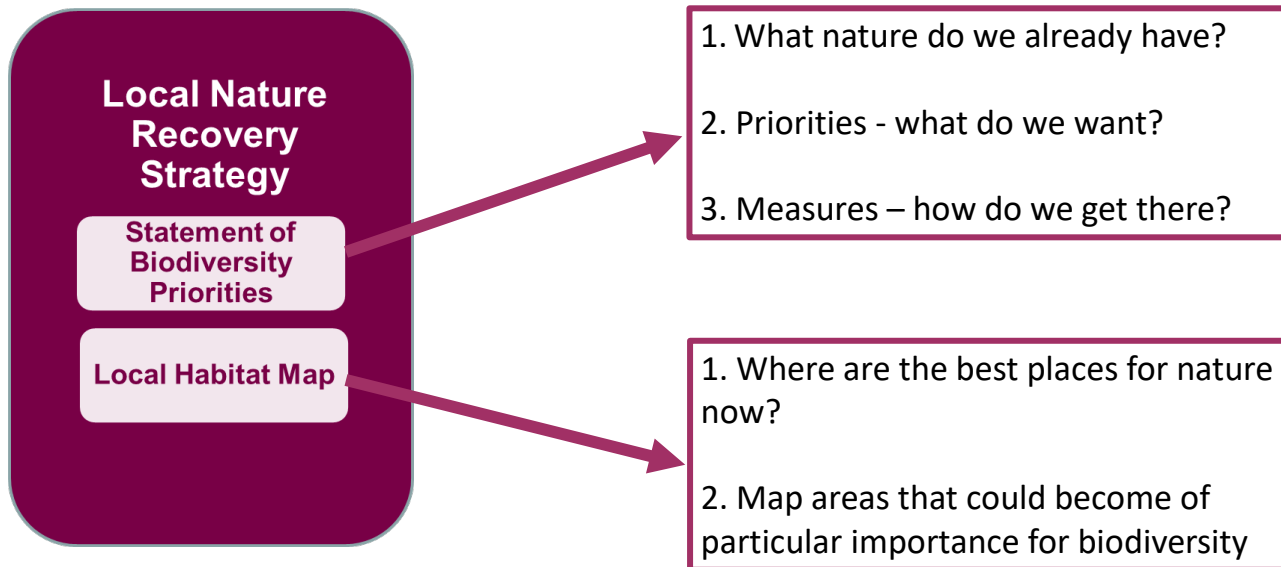 Local Nature
Recovery
Strategy
Statement of
Biodiversity
Priorities
Local Habitat Map
1. What nature do we already have?
2. Priorities - what do we want?
3. Measures – how do we get there?
1. Where are the best places for nature
now?
2. Map areas that could become of
particular importance for biodiversity